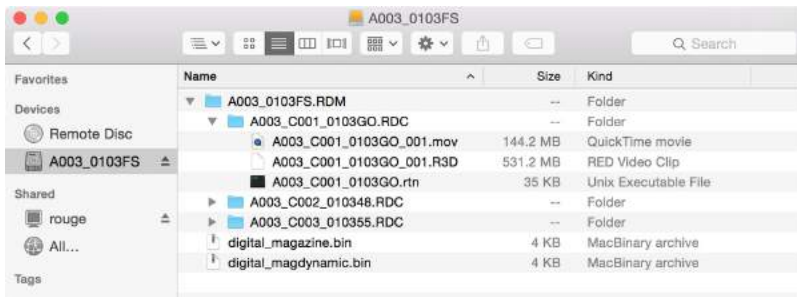 A003_0103FS
Search
Favorites
Devices
Remote Disc
A003_0103FS
Shared
rouge
All...
Tags
Name Size Kind
A003_0103FS.RDM -- Folder
A003_C001_0103GO.RDC -- Folder
A003_C001_0103GO_001.mov 144.2 MB QuickTime movie
A003_C001_0103GO_001.R3D 531.2 MB RED Video Clip
A003_C001_0103GO.rtn 35 KB Unix Executable File
A003_C002_010348.RDC -- Folder
A003_C003_010355.RDC -- Folder
digital_magazine.bin 4 KB MacBinary archive
digital_magdynamic.bin 4 KB MacBinary archive